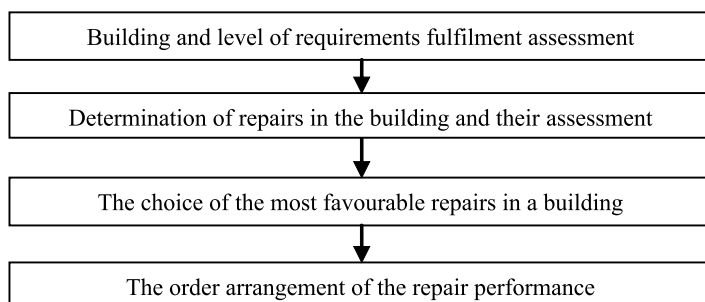 Building and level of requirements fulfilment assessment
Determination of repairs in the building and their assessment
The choice of the most favourable repairs in a building
The order arrangement of the repair performance